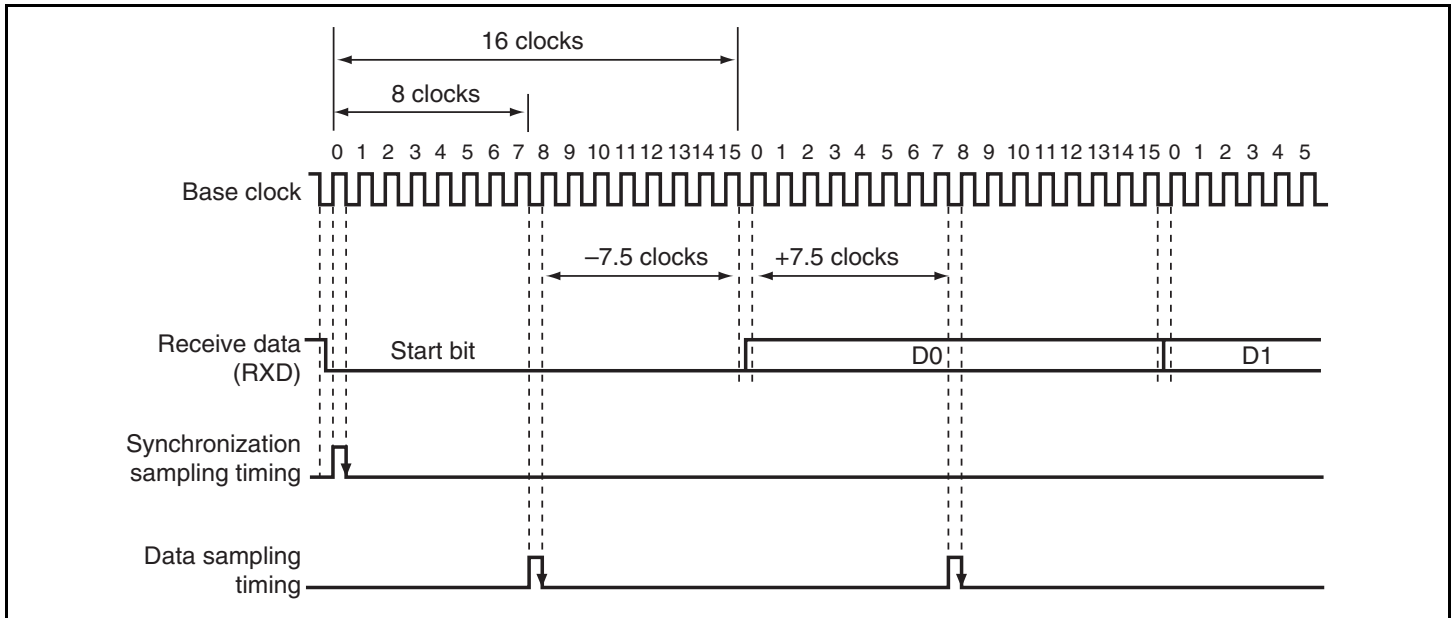 16 clocks
8 clocks
0 1 2 3 4 5 6 7 8 9 10 11 12 13 14 15 0 1 2 3 4 5 6 7 8 9 10 11 12 13 14 15 0 1 2 3 4 5
Base clock
–7.5 clocks +7.5 clocks
Receive data
(RXD)
Start bit D0 D1
Synchronization
sampling timing
Data sampling
timing